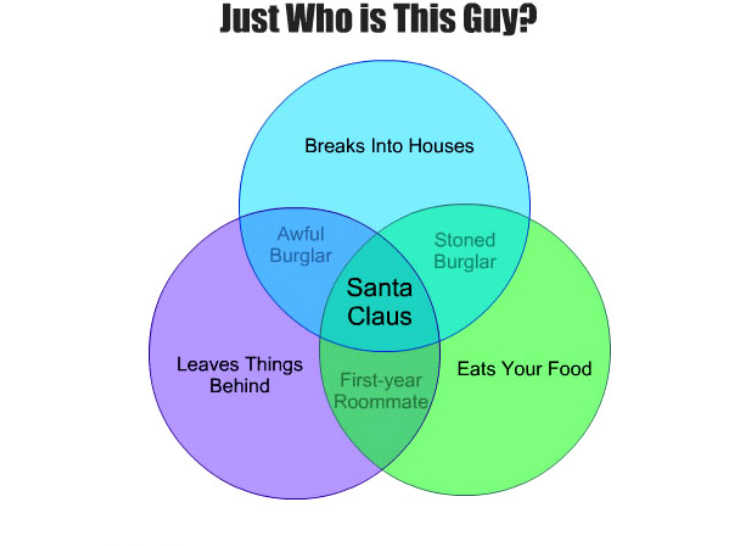 Just Who is This Guy?
Breaks Into Houses
Awful
Burglar
Stoned
Burglar
Santa
Claus
Leaves Things
Behind
First-year
Roommate
Eats Your Food